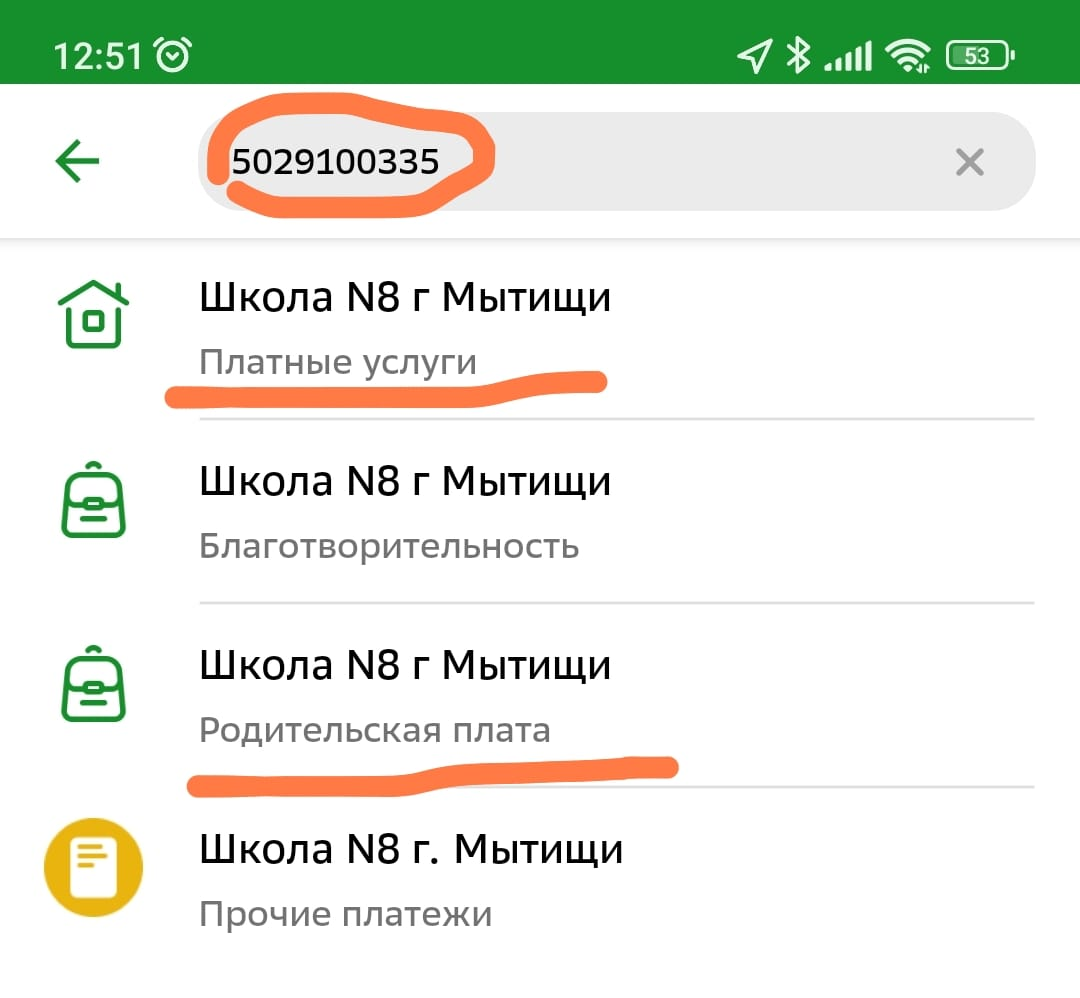 12:51
53
5029100335
Школа N8 г Мытищи
Платные услуги
Школа N8 г Мытищи
Благотворительность
Школа N8 г Мытищи
Родительская плата
Школа N8 г. Мытищи
Прочие платежи